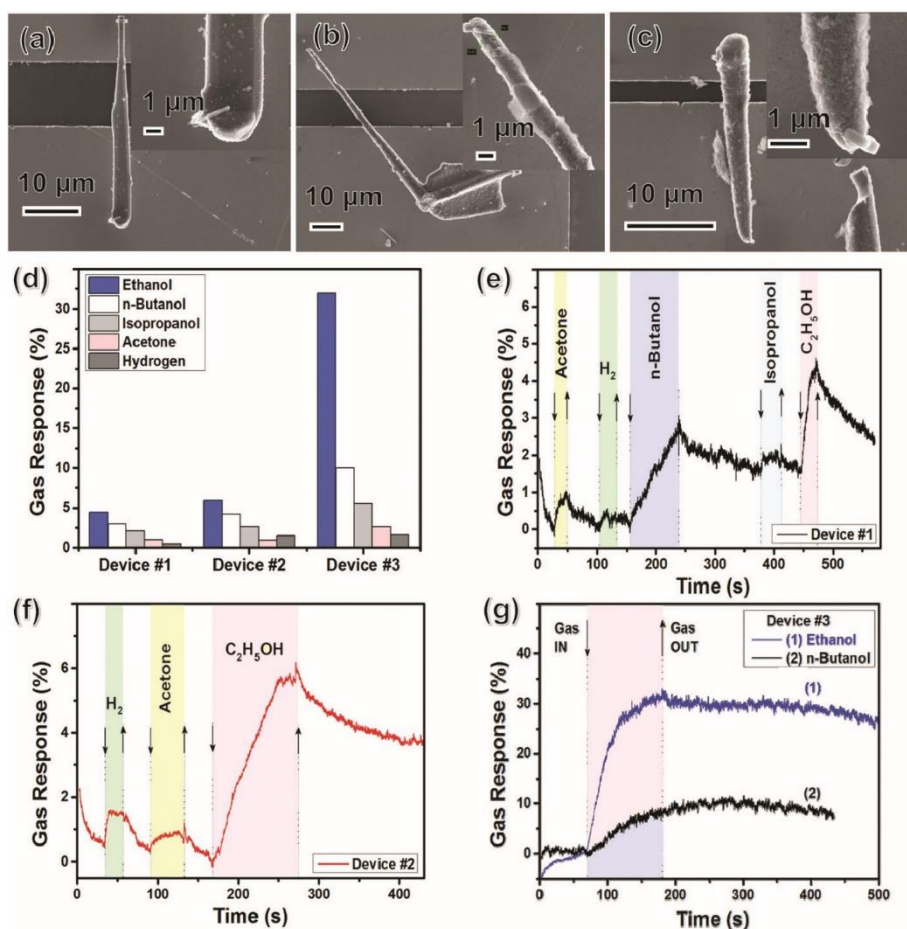 (a)
1 µm
10 µm
(b)
1 µm
10 µm
(c)
1 µm
10 µm
(d)
Gas Response (%)
30
25
20
15
10
5
0
Ethanol
n-Butanol
Isopropanol
Acetone
Hydrogen
Device #1 Device #2 Device #3
(e)
Gas Response (%)
6
5
4
3
2
1
0
Acetone
H2
n-Butanol
Isopropanol
C2H5OH
Device #1
0 100 200 300 400 500
Time (s)
(f)
Gas Response (%)
8
6
4
2
0
H2
Acetone
C2H5OH
Device #2
0 100 200 300 400
Time (s)
(g)
Gas Response (%)
40
30
20
10
0
Gas IN
Gas OUT
Device #3
(1) Ethanol
(2) n-Butanol
(1)
(2)
0 100 200 300 400 500
Time (s)